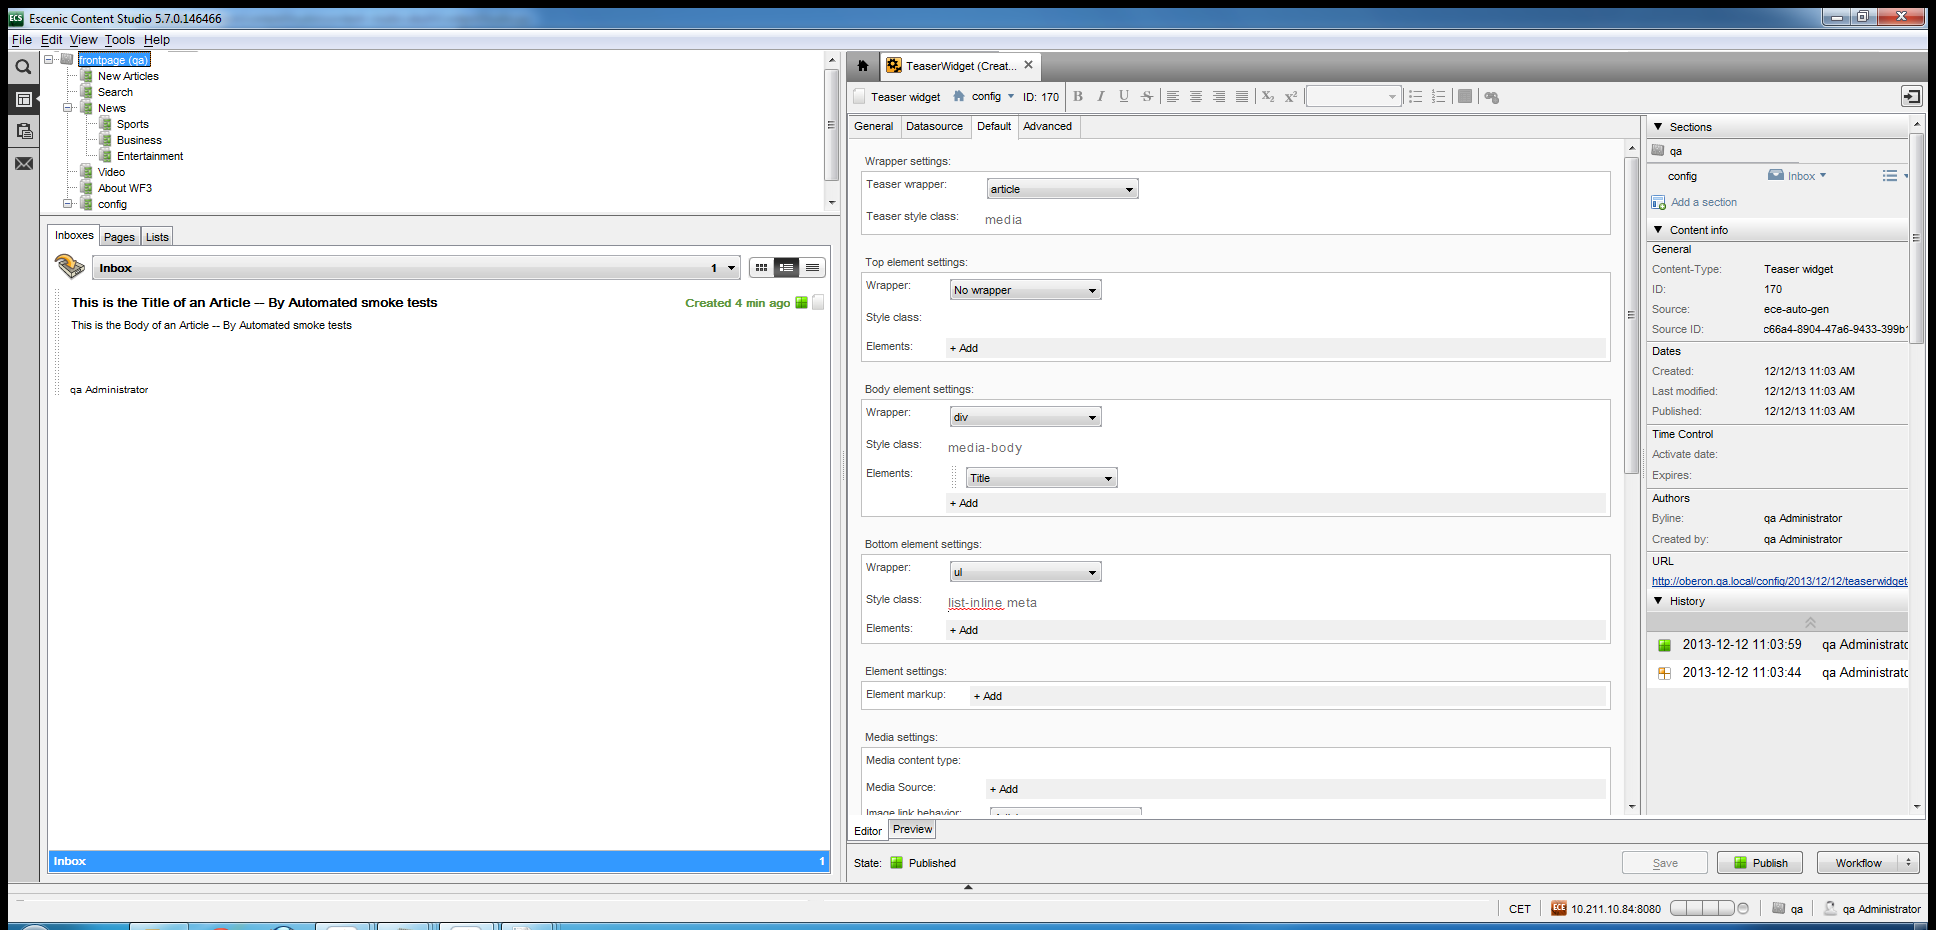 Escenic Content Studio 5.7.0.146466
File Edit View Tools Help
frontpage (qa)
New Articles
Search
News
Sports
Business
Entertainment
Video
About WF3
config
Inboxes Pages Lists
Inbox 1
This is the Title of an Article -- By Automated smoke tests Created 4 min ago
This is the Body of an Article -- By Automated smoke tests
qa Administrator
Inbox 1
TeaserWidget (Creat...
Teaser widget config ID: 170 B I U S X2 X2
General Datasource Default Advanced
Wrapper settings:
Teaser wrapper: article
Teaser style class: media
Top element settings:
Wrapper: No wrapper
Style class:
Elements: + Add
Body element settings:
Wrapper: div
Style class: media-body
Elements: Title
+ Add
Bottom element settings:
Wrapper: ul
Style class: list-inline meta
Elements: + Add
Element settings:
Element markup: + Add
Media settings:
Media content type:
Media Source: + Add
Image link behavior:
Editor Preview
State: Published
Save Publish Workflow
Sections
qa
config Inbox
Add a section
Content info
General
Content-Type: Teaser widget
ID: 170
Source: ece-auto-gen
Source ID: c66a4-8904-47a6-9433-399b
Dates
Created: 12/12/13 11:03 AM
Last modified: 12/12/13 11:03 AM
Published: 12/12/13 11:03 AM
Time Control
Activate date:
Expires:
Authors
Byline: qa Administrator
Created by: qa Administrator
URL
http://oberon.qa.local/config/2013/12/12/teaserwidget-
History
2013-12-12 11:03:59 qa Administrato
2013-12-12 11:03:44 qa Administrato
CET ECE 10.211.10.84:8080 qa qa Administrator